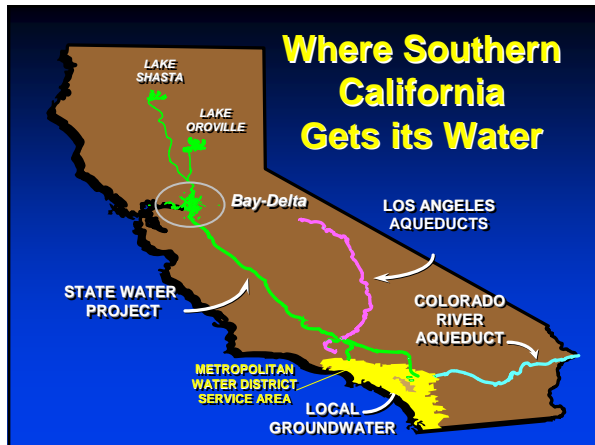 Where Southern
California
Gets its Water
LAKE
SHASTA
LAKE
OROVILLE
Bay-Delta
LOS ANGELES
AQUEDUCTS
STATE WATER
PROJECT
COLORADO
RIVER
AQUEDUCT
METROPOLITAN
WATER DISTRICT
SERVICE AREA
LOCAL
GROUNDWATER